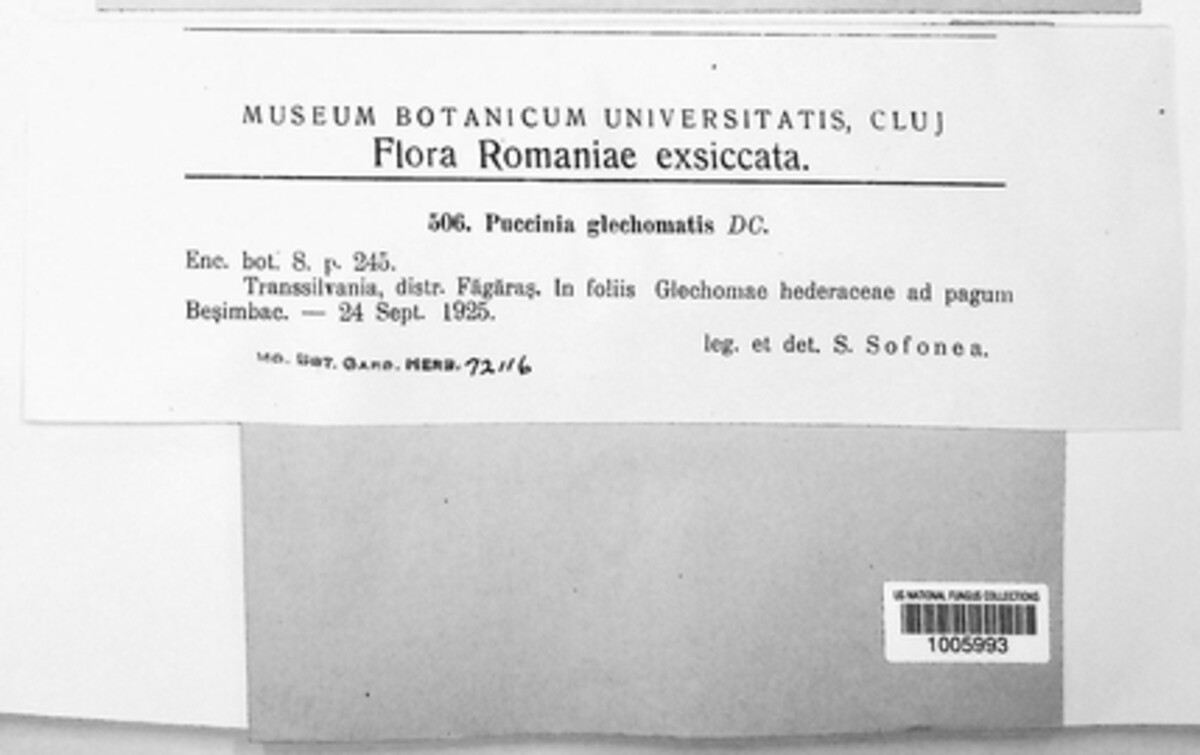 MUSEUM BOTANICUM UNIVERSITATIS, CLUJ
Flora Romaniae exsiccata.
506. Puccinia glechomatis DC.
Enc. bot. 8. p. 245.
Transsilvania, distr. Făgăraş. In foliis Glechomae hederaceae ad pagum
Beşimbac. — 24 Sept. 1925.
leg. et det. S. Sofonea.
MO. BOT. GARD. HERB. 72116
US NATIONAL FUNGUS COLLECTIONS
1005993